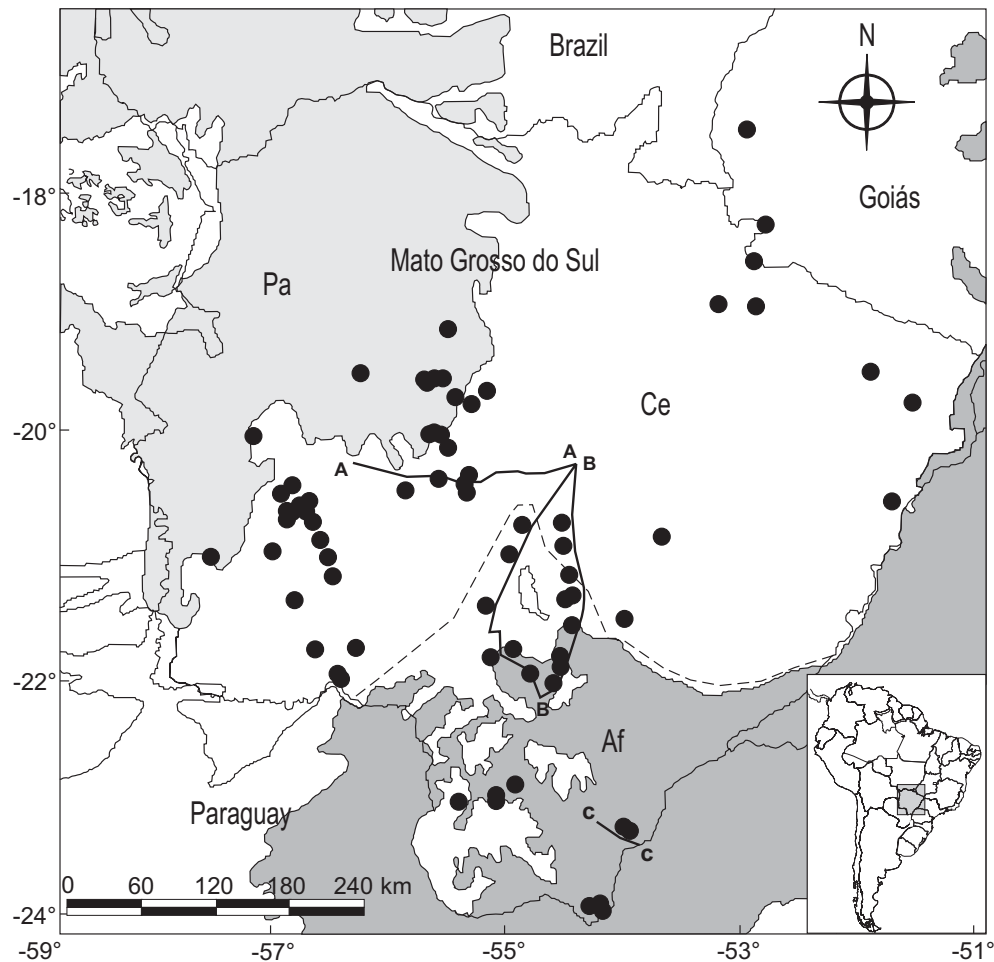 Brazil
N
-18°
Goiás
Mato Grosso do Sul
Pa
Ce
-20°
A
A
B
-22°
B
Af
Paraguay
c
c
0 60 120 180 240 km
-24°
-59° -57° -55° -53° -51°